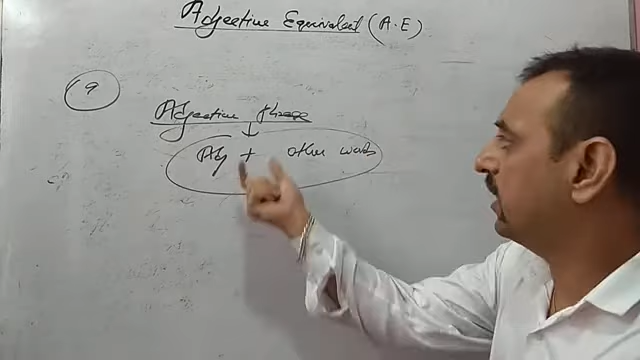 Adjective Equivalent (A.E)
9
Adjective Phrase
Adj + other words